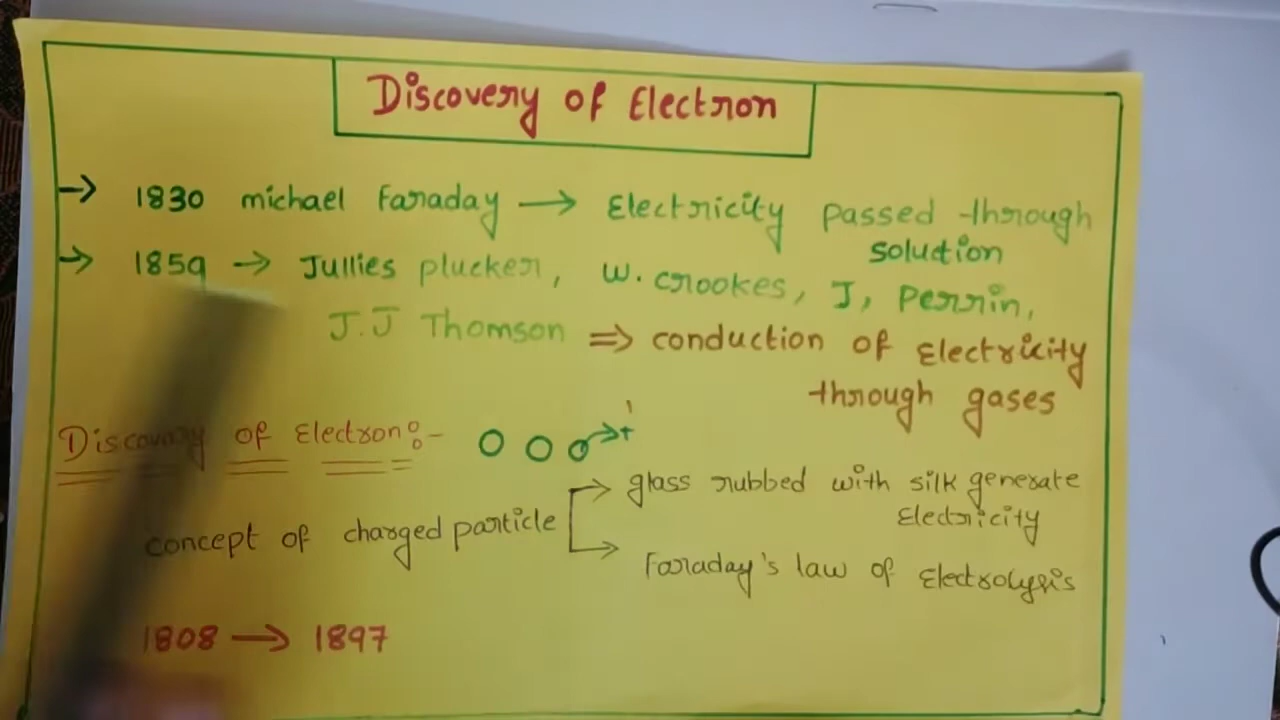 Discovery of Electron
→ 1830 michael Faraday → Electricity passed through
solution
→ 1859 → Jullies plucker, W. crookes, J, Perrin,
J.J Thomson ⇒ conduction of Electricity
through gases
Discovery of Electron:-
glass rubbed with silk generate
Electricity
concept of charged particle
Faraday's law of Electrolysis
1808 → 1897